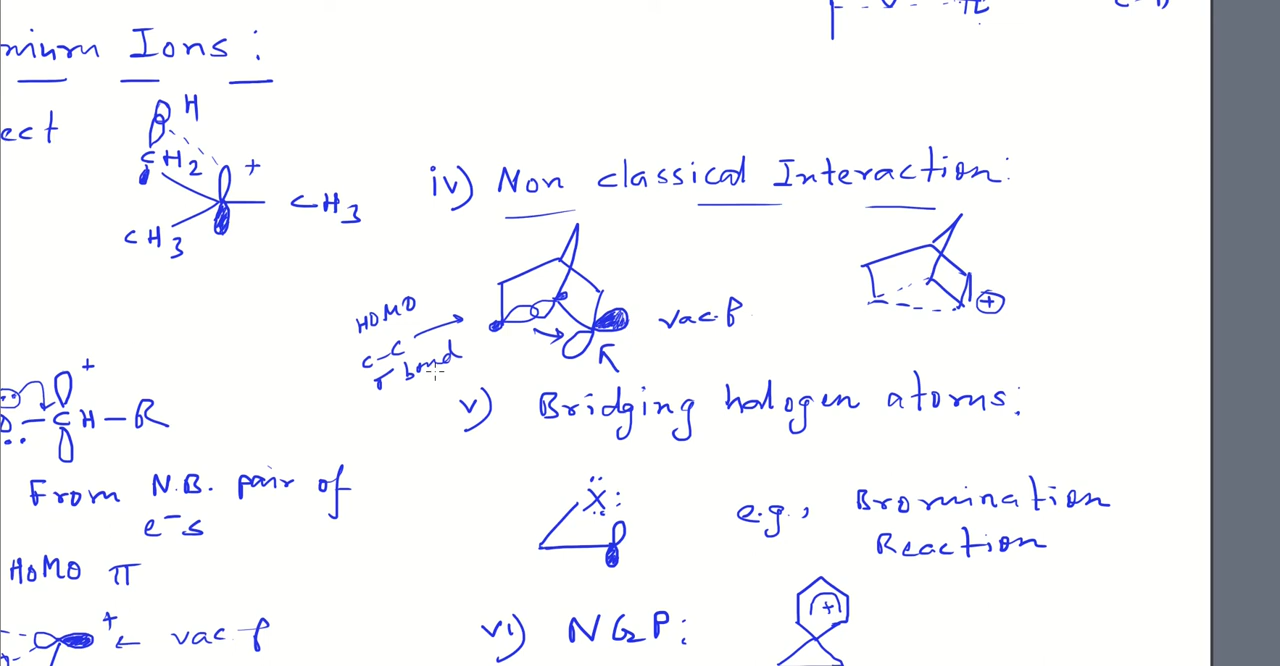 nium Ions :
ect
H
CH2
+
CH3
CH3
+
CH-R
From N.B. pair of
e-s
HOMO π
+
vac p
iv) Non classical Interaction:
HOMO
C-C
σ bond
vac. p
+
v) Bridging halogen atoms:
X
e.g., Bromination
Reaction
vi) NGP:
+